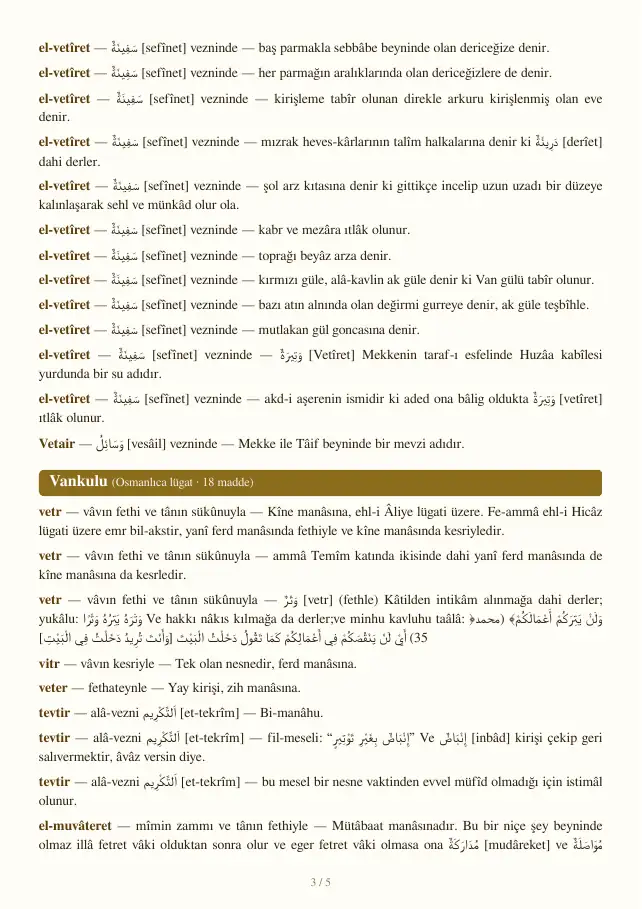 el-vetîret — سَفِينَةٌ [sefînet] vezninde — baş parmakla sebbâbe beyninde olan dericeğize denir.
el-vetîret — سَفِينَةٌ [sefînet] vezninde — her parmağın aralıklarında olan dericeğizlere de denir.
el-vetîret — سَفِينَةٌ [sefînet] vezninde — kirişleme tabîr olunan direkle arkuru kirişlenmiş olan eve
denir.
el-vetîret — سَفِينَةٌ [sefînet] vezninde — mızrak heves-kârlarının talîm halkalarına denir ki دَرِيئَةٌ [derîet]
dahi derler.
el-vetîret — سَفِينَةٌ [sefînet] vezninde — şol arz kıtasına denir ki gittikçe incelip uzun uzadı bir düzeye
kalınlaşarak sehl ve münkâd olur ola.
el-vetîret — سَفِينَةٌ [sefînet] vezninde — kabr ve mezâra ıtlâk olunur.
el-vetîret — سَفِينَةٌ [sefînet] vezninde — toprağı beyâz arza denir.
el-vetîret — سَفِينَةٌ [sefînet] vezninde — kırmızı güle, alâ-kavlin ak güle denir ki Van gülü tabîr olunur.
el-vetîret — سَفِينَةٌ [sefînet] vezninde — bazı atın alnında olan değirmi gurreye denir, ak güle teşbîhle.
el-vetîret — سَفِينَةٌ [sefînet] vezninde — mutlakan gül goncasına denir.
el-vetîret — سَفِينَةٌ [sefînet] vezninde — وَتِيرَةٌ [Vetîret] Mekkenin taraf-ı esfelinde Huzâa kabîlesi
yurdunda bir su adıdır.
el-vetîret — سَفِينَةٌ [sefînet] vezninde — akd-i aşerenin ismidir ki aded ona bâlig oldukta وَتِيرَةٌ [vetîret]
ıtlâk olunur.
Vetair — وَسَائِلُ [vesâil] vezninde — Mekke ile Tâif beyninde bir mevzi adıdır.
Vankulu (Osmanlıca lügat · 18 madde)
vetr — vâvın fethi ve tânın sükûnuyla — Kîne manâsına, ehl-i Âliye lügati üzere. Fe-ammâ ehl-i Hicâz
lügati üzere emr bil-akstir, yanî ferd manâsında fethiyle ve kîne manâsında kesriyledir.
vetr — vâvın fethi ve tânın sükûnuyla — ammâ Temîm katında ikisinde dahi yanî ferd manâsında de
kîne manâsına da kesrledir.
vetr — vâvın fethi ve tânın sükûnuyla — وَتْرٌ [vetr] (fethle) Kâtilden intikâm alınmağa dahi derler;
yukâlu: وَتَرَهُ يَتِرُهُ وَتْرًا Ve hakkı nâkıs kılmağa da derler;ve minhu kavluhu taâlâ: ﴿وَلَنْ يَتِرَكُمْ أَعْمَالَكُمْ﴾ (محمد
35) أَيْ لَنْ يَنْقَصَكُمْ فِي أَعْمَالِكُمْ كَمَا تَقُولُ دَخَلْتُ الْبَيْتَ [وَأَنْتَ تُرِيدُ دَخَلْتُ فِي الْبَيْتِ]
vitr — vâvın kesriyle — Tek olan nesnedir, ferd manâsına.
veter — fethateynle — Yay kirişi, zih manâsına.
tevtir — alâ-vezni اَلتَّكْرِيم [et-tekrîm] — Bi-manâhu.
tevtir — alâ-vezni اَلتَّكْرِيم [et-tekrîm] — fil-meseli: “إِنْبَاضٌ بِغَيْرِ تَوْتِيرٍ” Ve إِنْبَاضٌ [inbâd] kirişi çekip geri
salıvermektir, âvâz versin diye.
tevtir — alâ-vezni اَلتَّكْرِيم [et-tekrîm] — bu mesel bir nesne vaktinden evvel müfîd olmadığı için istimâl
olunur.
el-muvâteret — mîmin zammı ve tânın fethiyle — Mütâbaat manâsınadır. Bu bir niçe şey beyninde
olmaz illâ fetret vâki olduktan sonra olur ve eger fetret vâki olmasa ona مُدَارَكَةٌ [mudâreket] ve مُوَاصَلَةٌ
3 / 5